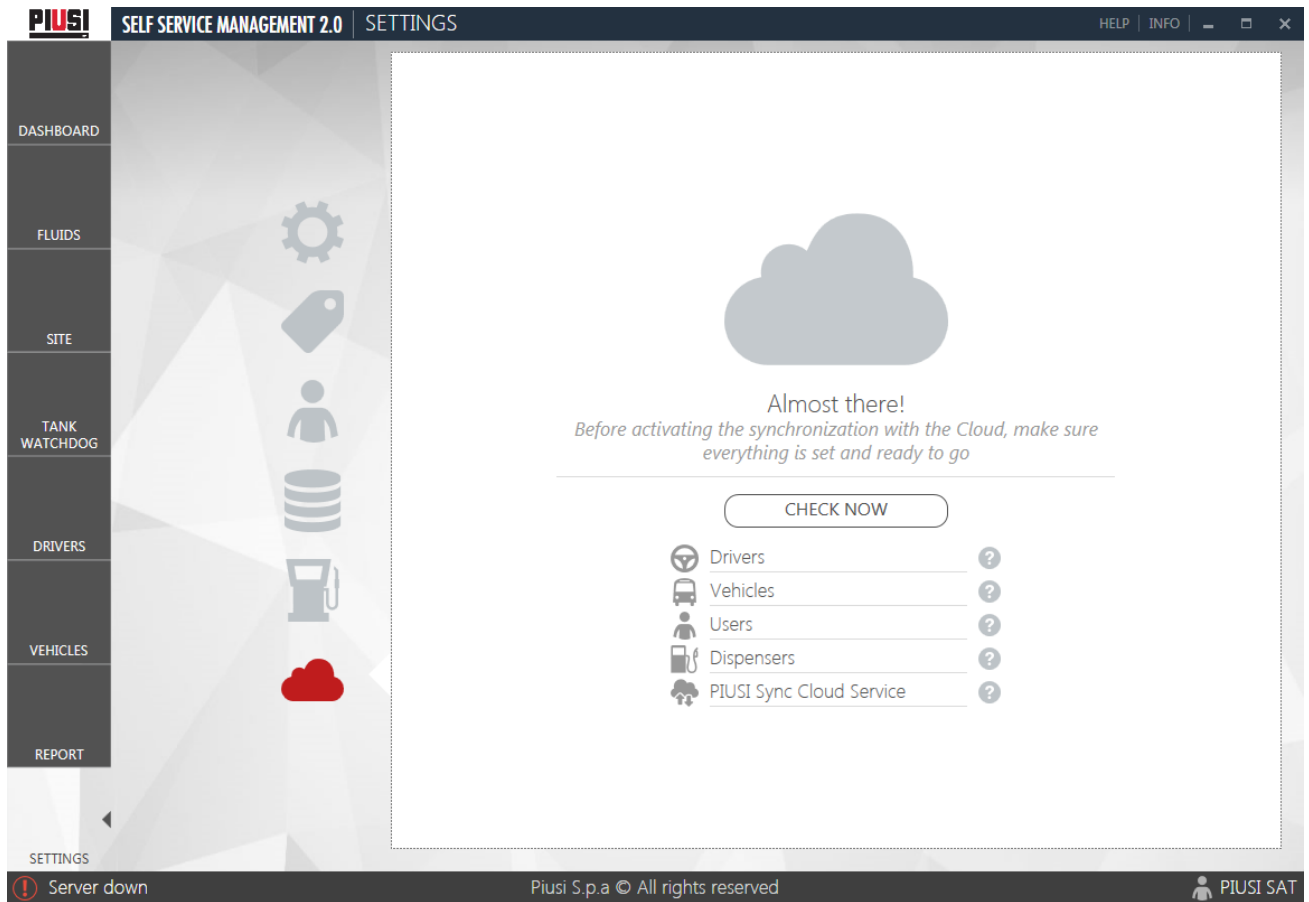 PIUSI
SELF SERVICE MANAGEMENT 2.0 | SETTINGS
HELP | INFO |
DASHBOARD
FLUIDS
SITE
TANK
WATCHDOG
DRIVERS
VEHICLES
REPORT
SETTINGS
Almost there!
Before activating the synchronization with the Cloud, make sure
everything is set and ready to go
CHECK NOW
Drivers ?
Vehicles ?
Users ?
Dispensers ?
PIUSI Sync Cloud Service ?
! Server down
Piusi S.p.a © All rights reserved
PIUSI SAT